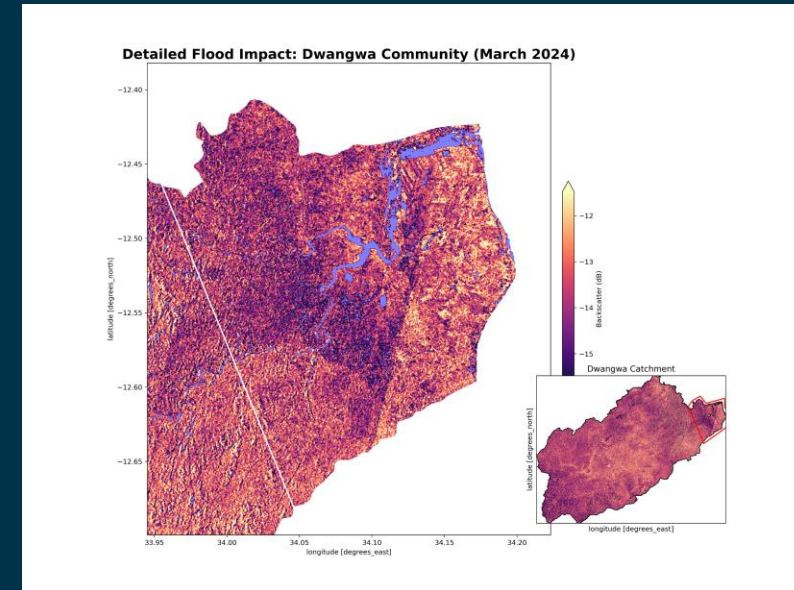 Detailed Flood Impact: Dwangwa Community (March 2024)
−12.40
−12.45
−12.50
−12.55
−12.60
−12.65
latitude [degrees_north]
33.95
34.00
34.05
34.10
34.15
34.20
longitude [degrees_east]
−12
−13
−14
−15
Backscatter (dB)
Dwangwa Catchment
latitude [degrees_north]
longitude [degrees_east]